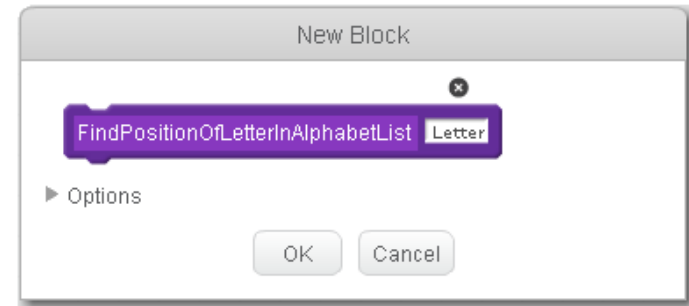 New Block
FindPositionOfLetterInAlphabetList Letter
Options
OK Cancel